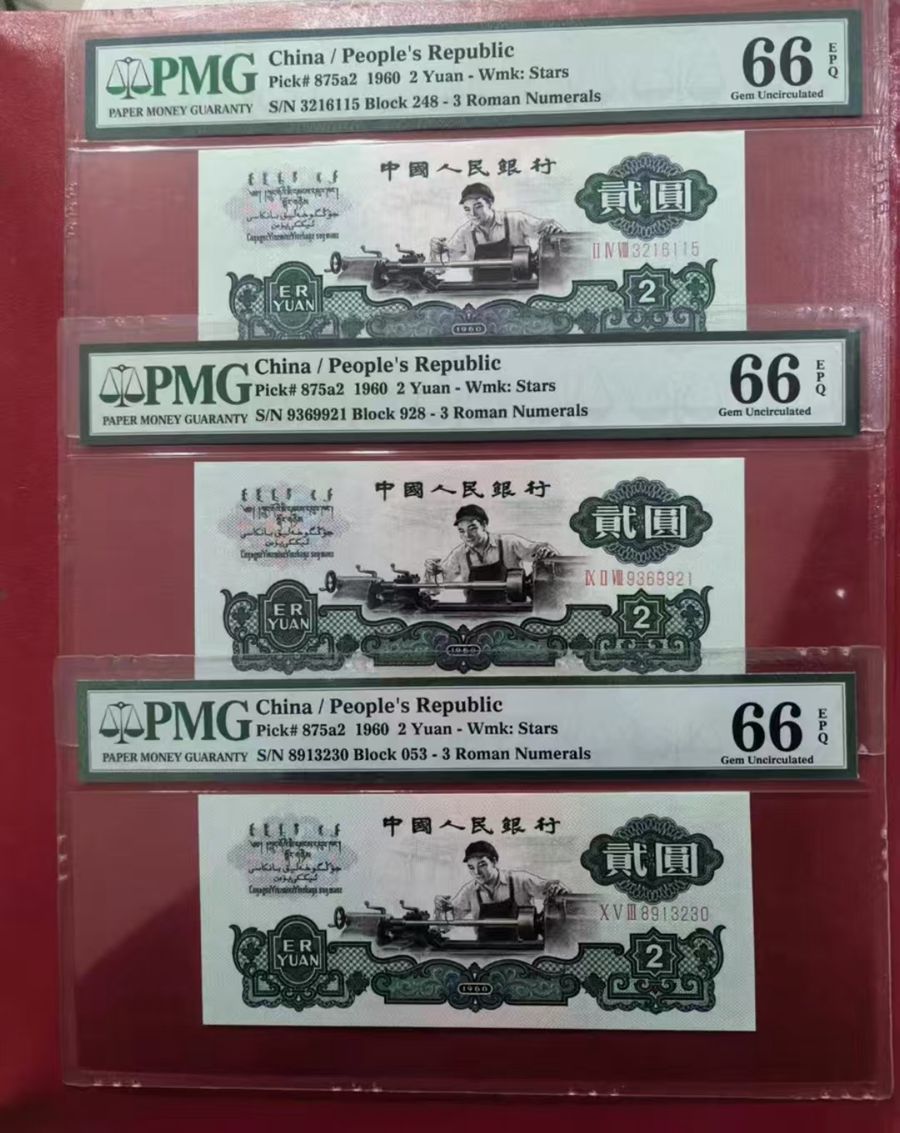 PMG
PAPER MONEY GUARANTY
China / People's Republic
Pick# 875a2 1960 2 Yuan - Wmk: Stars
S/N 3216115 Block 248 - 3 Roman Numerals
66
EPQ
Gem Uncirculated
中國人民銀行
貳圓
II IV VIII 3216115
ER
YUAN
2
1960
PMG
PAPER MONEY GUARANTY
China / People's Republic
Pick# 875a2 1960 2 Yuan - Wmk: Stars
S/N 9369921 Block 928 - 3 Roman Numerals
66
EPQ
Gem Uncirculated
中國人民銀行
貳圓
IX II VIII 9369921
ER
YUAN
2
1960
PMG
PAPER MONEY GUARANTY
China / People's Republic
Pick# 875a2 1960 2 Yuan - Wmk: Stars
S/N 8913230 Block 053 - 3 Roman Numerals
66
EPQ
Gem Uncirculated
中國人民銀行
貳圓
X V III 8913230
ER
YUAN
2
1960